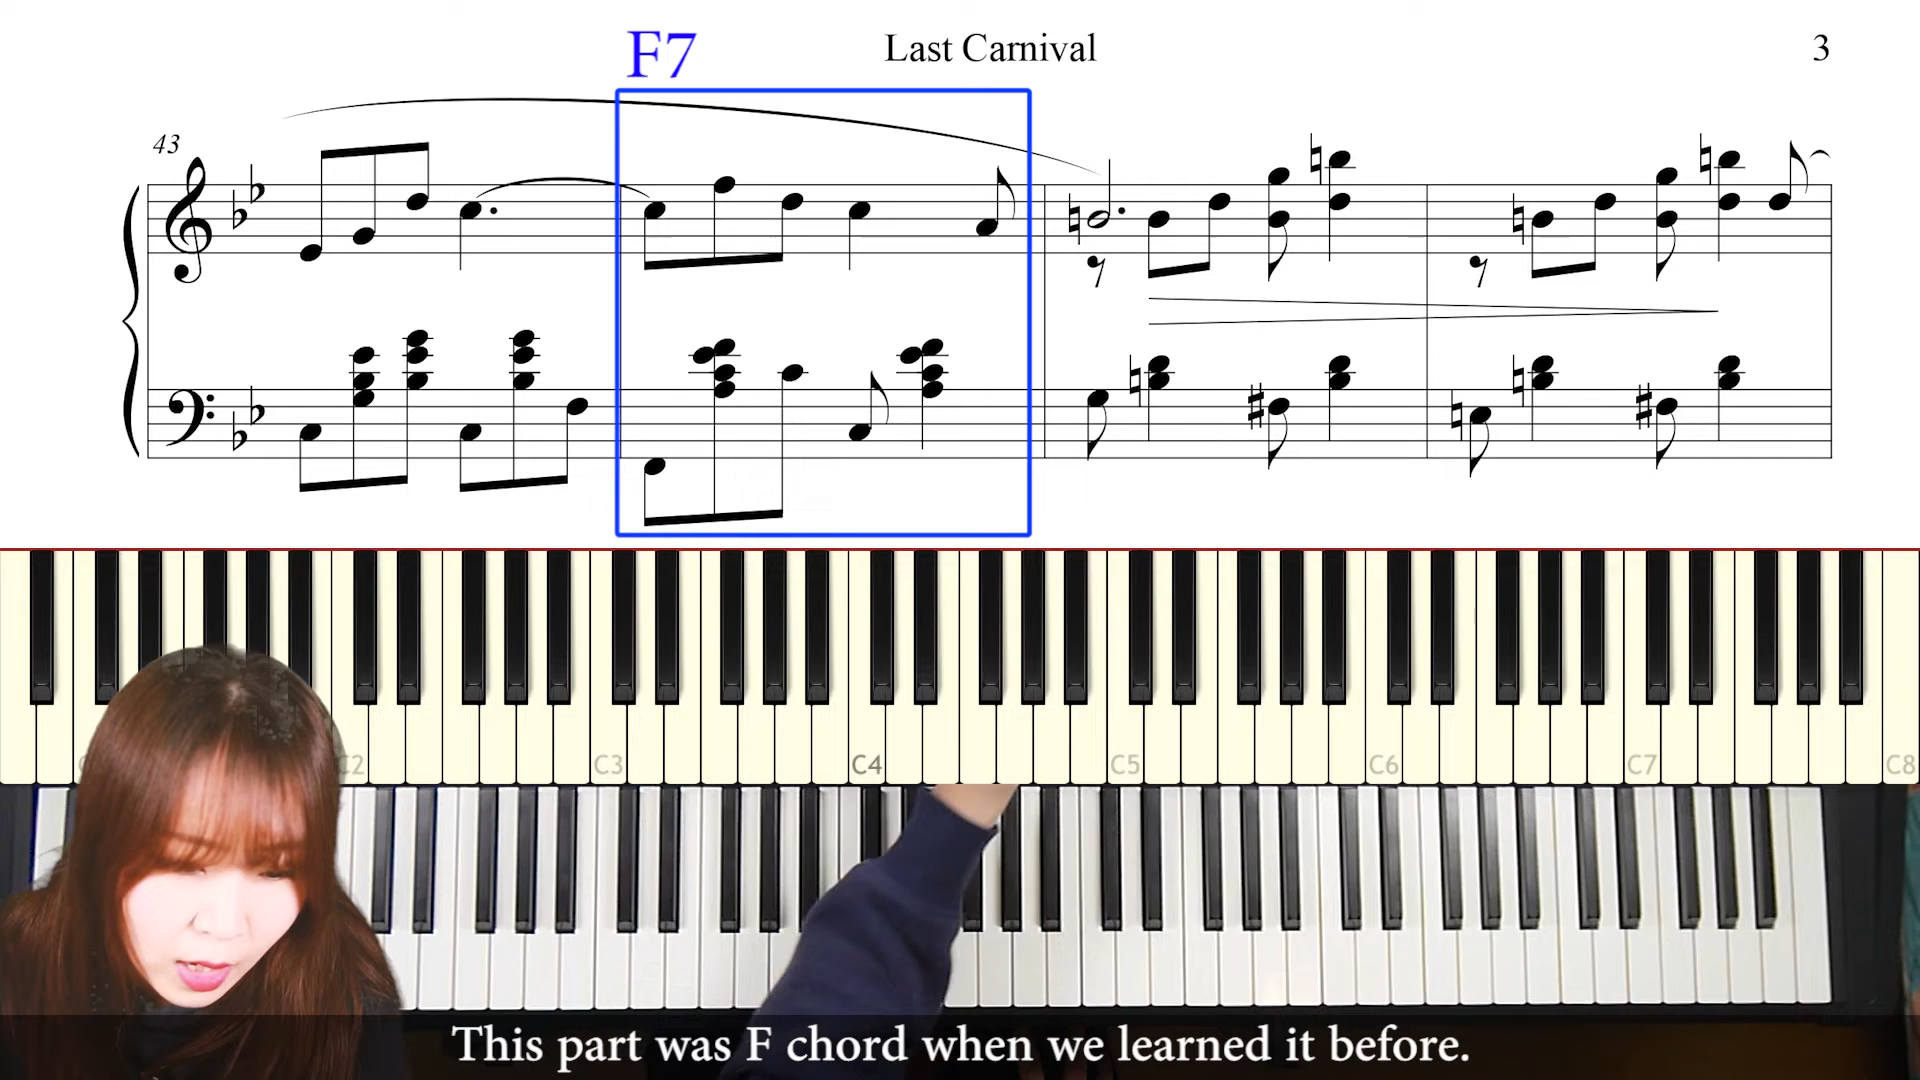 F7
Last Carnival
3
43
C2
C3
C4
C5
C6
C7
C8
This part was F chord when we learned it before.